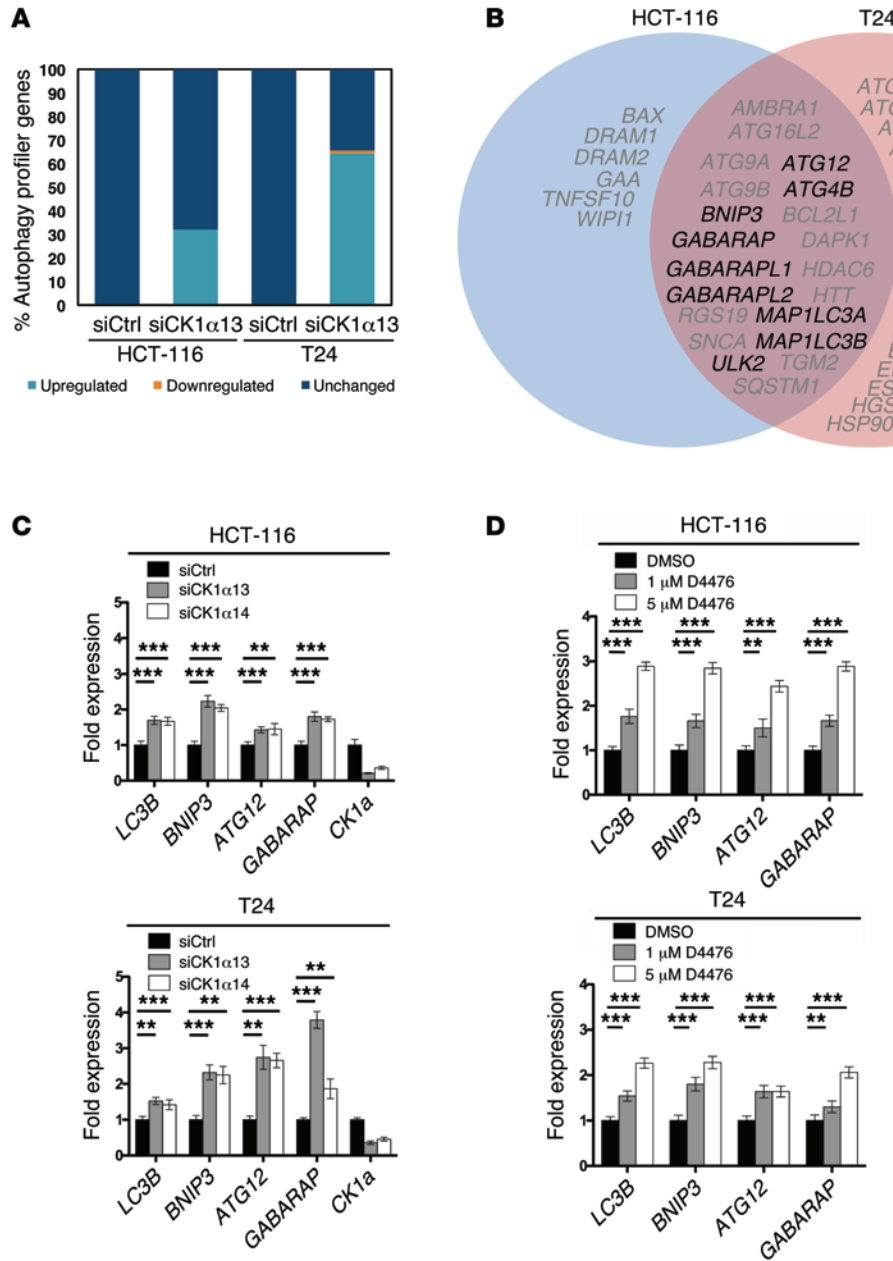 A
% Autophagy profiler genes
100
90
80
70
60
50
40
30
20
10
0
siCtrl siCK1α13 siCtrl siCK1α13
HCT-116 T24
Upregulated Downregulated Unchanged
B
HCT-116 T24
BAX
DRAM1
DRAM2
GAA
TNFSF10
WIPI1
AMBRA1
ATG16L2
ATG9A ATG12
ATG9B ATG4B
BNIP3 BCL2L1
GABARAP DAPK1
GABARAPL1 HDAC6
GABARAPL2 HTT
RGS19 MAP1LC3A
SNCA MAP1LC3B
ULK2 TGM2
SQSTM1
ATG
ATG
HGS
HSP90
C
HCT-116
siCtrl
siCK1α13
siCK1α14
Fold expression
5
4
3
2
1
0
*** *** ** ***
*** *** *** ***
LC3B BNIP3 ATG12 GABARAP CK1a
T24
siCtrl
siCK1α13
siCK1α14
Fold expression
5
4
3
2
1
0
*** ** *** **
** *** ** ***
LC3B BNIP3 ATG12 GABARAP CK1a
D
HCT-116
DMSO
1 μM D4476
5 μM D4476
Fold expression
4
3
2
1
0
*** *** *** ***
*** *** ** ***
LC3B BNIP3 ATG12 GABARAP
T24
DMSO
1 μM D4476
5 μM D4476
Fold expression
4
3
2
1
0
*** *** *** ***
*** *** *** **
LC3B BNIP3 ATG12 GABARAP